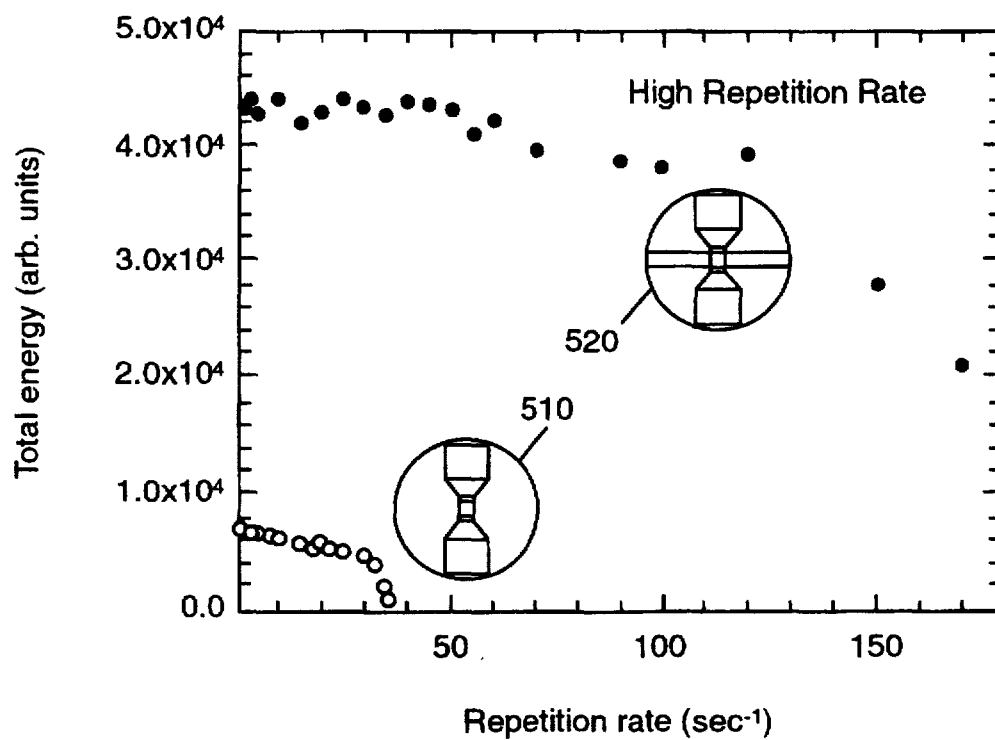 5.0x10⁴
High Repetition Rate
4.0x10⁴
3.0x10⁴
520
2.0x10⁴
510
1.0x10⁴
0.0
50 100 150
Total energy (arb. units)
Repetition rate (sec⁻¹)